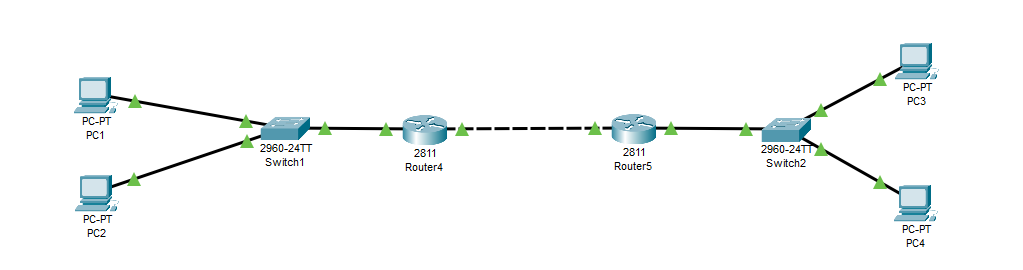 PC-PT
PC1
PC-PT
PC2
2960-24TT
Switch1
2811
Router4
2811
Router5
2960-24TT
Switch2
PC-PT
PC3
PC-PT
PC4